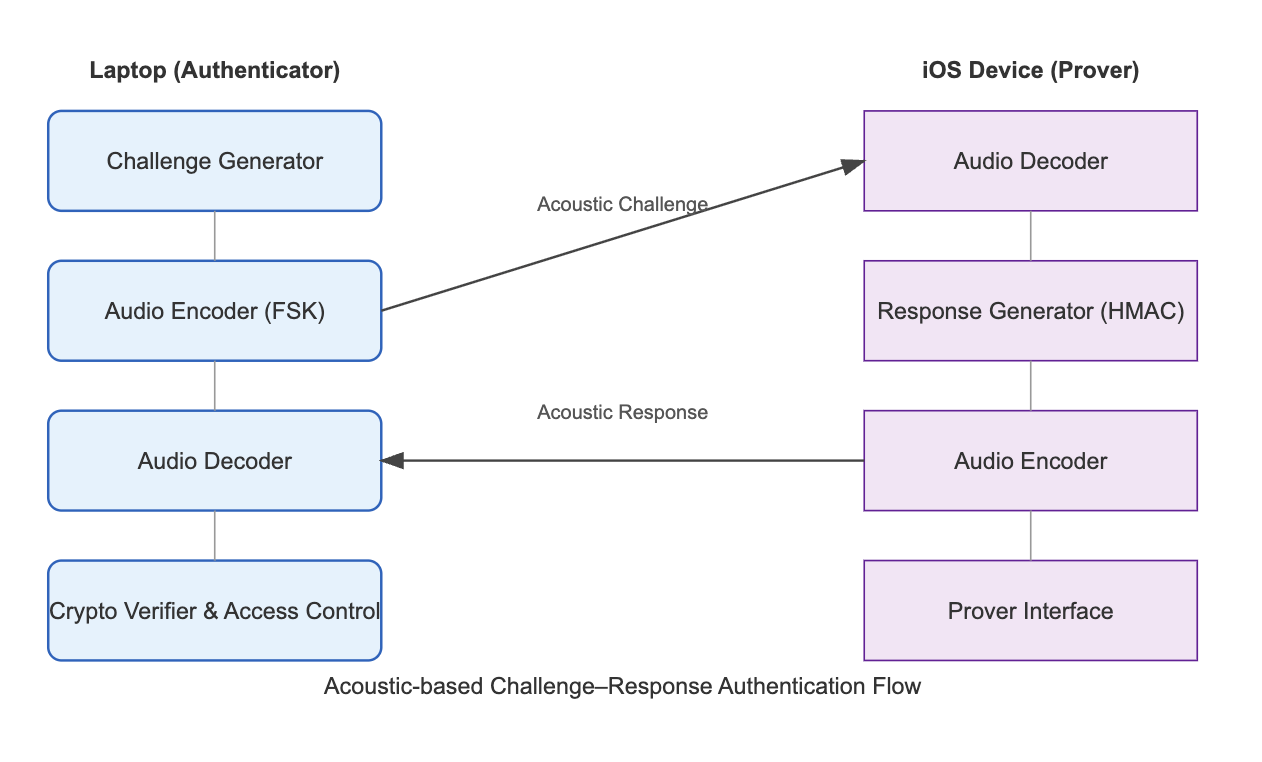 Laptop (Authenticator)
iOS Device (Prover)
Challenge Generator
Audio Decoder
Acoustic Challenge
Audio Encoder (FSK)
Response Generator (HMAC)
Acoustic Response
Audio Decoder
Audio Encoder
Crypto Verifier & Access Control
Prover Interface
Acoustic-based Challenge–Response Authentication Flow